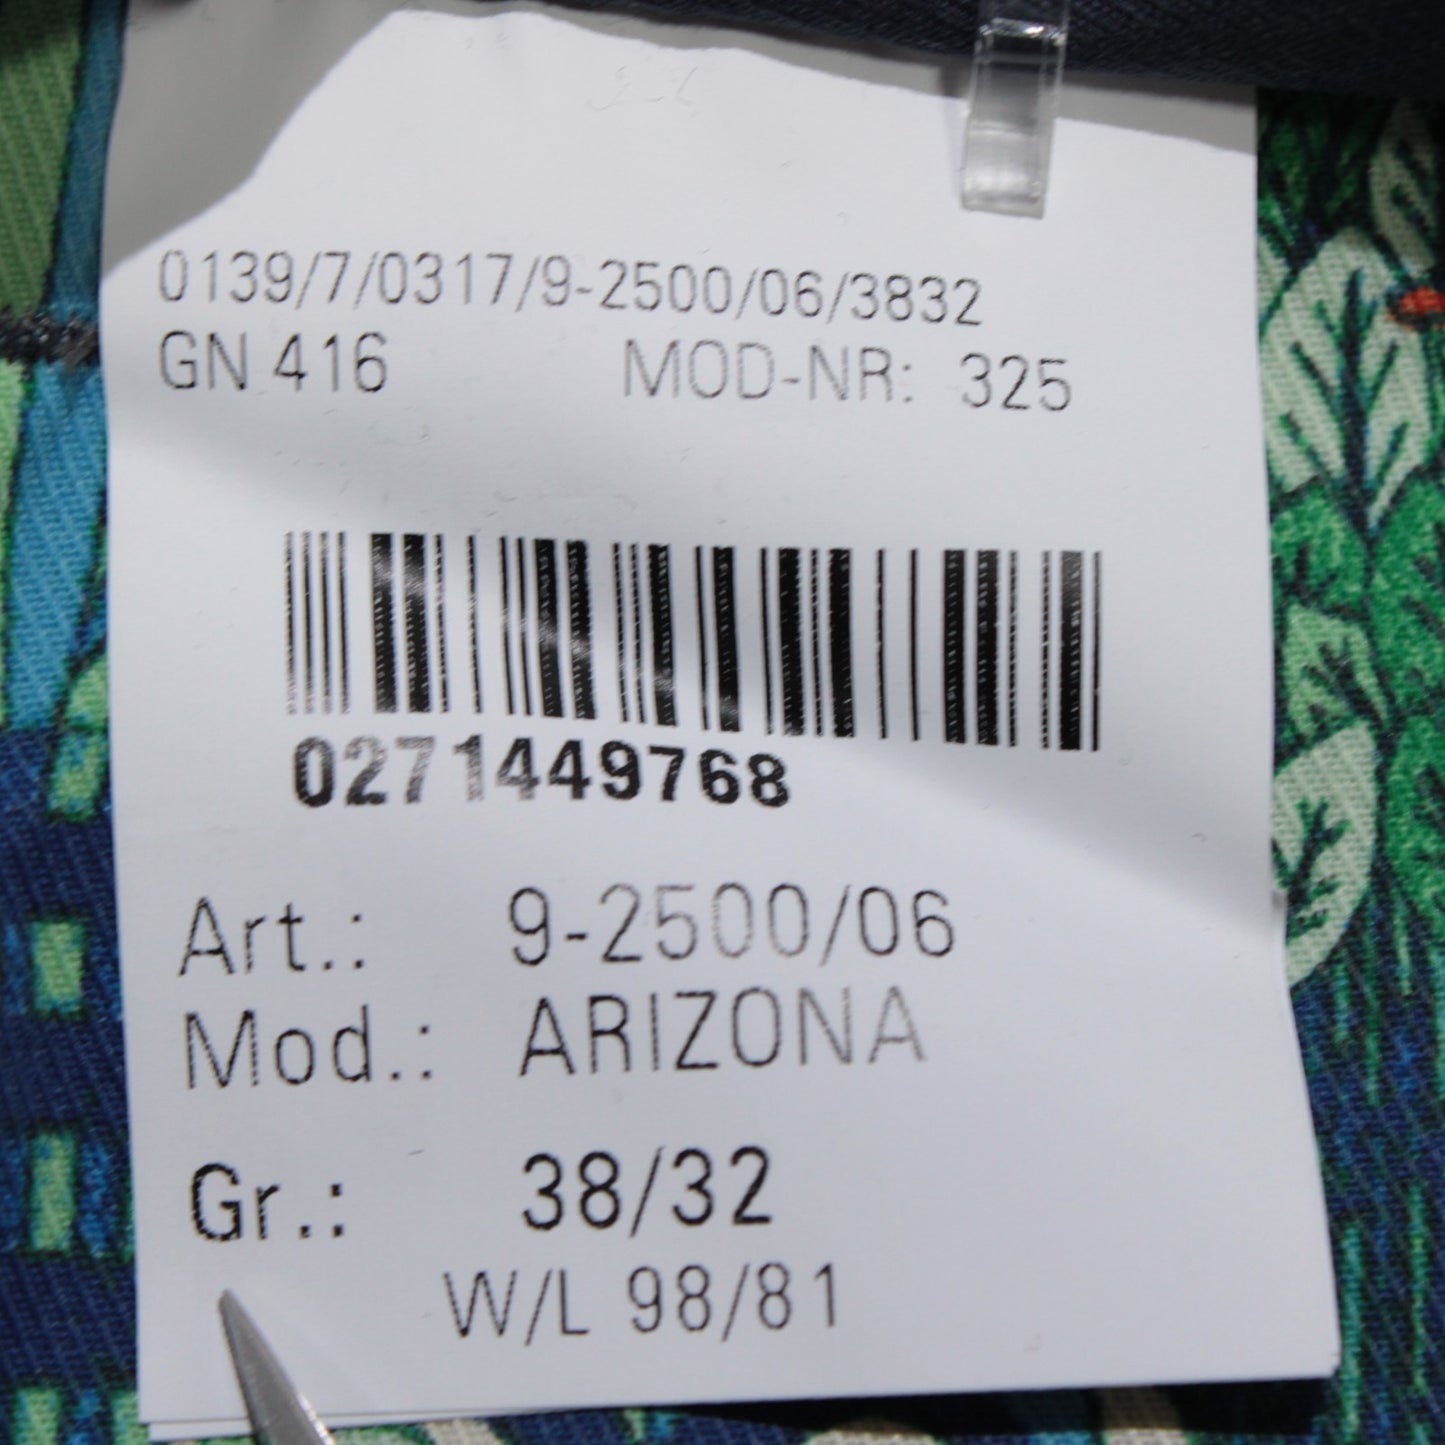 0139/7/0317/9-2500/06/3832
GN 416 MOD-NR: 325
0271449768
Art.: 9-2500/06
Mod.: ARIZONA
Gr.: 38/32
W/L 98/81